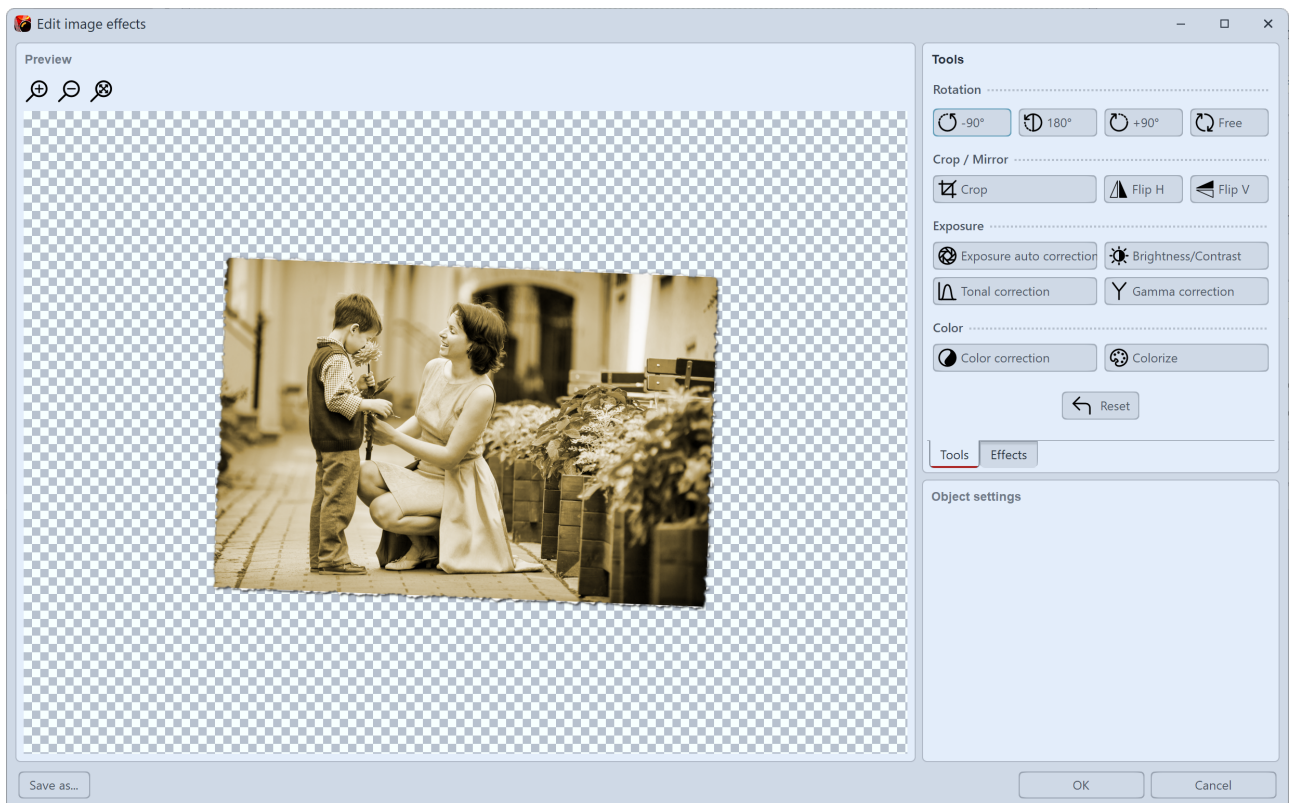 Edit image effects
Preview
Tools
Rotation
-90° 180° +90° Free
Crop / Mirror
Crop Flip H Flip V
Exposure
Exposure auto correction Brightness/Contrast
Tonal correction Gamma correction
Color
Color correction Colorize
Reset
Tools Effects
Object settings
Save as... OK Cancel